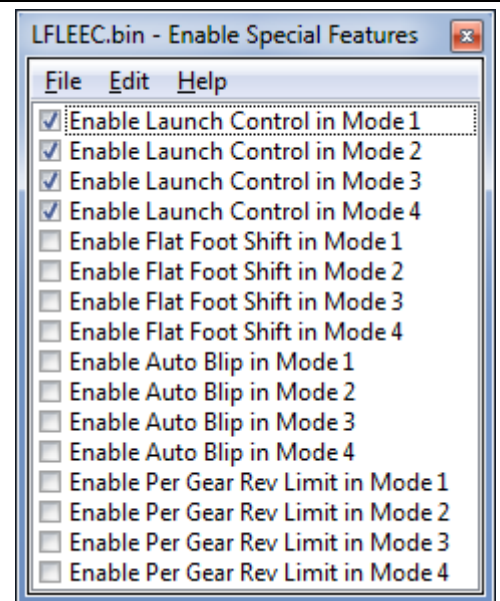 LFLEEC.bin - Enable Special Features
File Edit Help
Enable Launch Control in Mode 1
Enable Launch Control in Mode 2
Enable Launch Control in Mode 3
Enable Launch Control in Mode 4
Enable Flat Foot Shift in Mode 1
Enable Flat Foot Shift in Mode 2
Enable Flat Foot Shift in Mode 3
Enable Flat Foot Shift in Mode 4
Enable Auto Blip in Mode 1
Enable Auto Blip in Mode 2
Enable Auto Blip in Mode 3
Enable Auto Blip in Mode 4
Enable Per Gear Rev Limit in Mode 1
Enable Per Gear Rev Limit in Mode 2
Enable Per Gear Rev Limit in Mode 3
Enable Per Gear Rev Limit in Mode 4